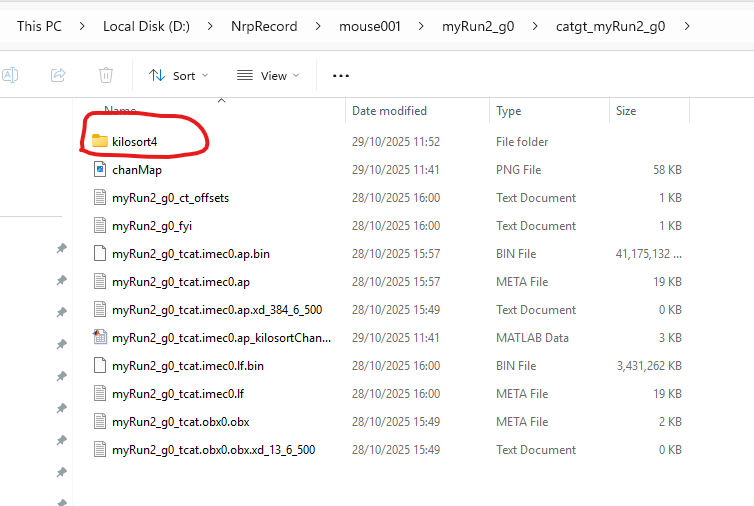 This PC > Local Disk (D:) > NrpRecord > mouse001 > myRun2_g0 > catgt_myRun2_g0 >
Sort View ...
Name Date modified Type Size
kilosort4 29/10/2025 11:52 File folder
chanMap 29/10/2025 11:41 PNG File 58 KB
myRun2_g0_ct_offsets 28/10/2025 16:00 Text Document 1 KB
myRun2_g0_fyi 28/10/2025 16:00 Text Document 1 KB
myRun2_g0_tcat.imec0.ap.bin 28/10/2025 15:57 BIN File 41,175,132 ...
myRun2_g0_tcat.imec0.ap 28/10/2025 15:57 META File 19 KB
myRun2_g0_tcat.imec0.ap.xd_384_6_500 28/10/2025 15:49 Text Document 0 KB
myRun2_g0_tcat.imec0.ap_kilosortChan... 29/10/2025 11:41 MATLAB Data 3 KB
myRun2_g0_tcat.imec0.lf.bin 28/10/2025 16:00 BIN File 3,431,262 KB
myRun2_g0_tcat.imec0.lf 28/10/2025 16:00 META File 19 KB
myRun2_g0_tcat.obx0.obx 28/10/2025 15:49 META File 2 KB
myRun2_g0_tcat.obx0.obx.xd_13_6_500 28/10/2025 15:49 Text Document 0 KB